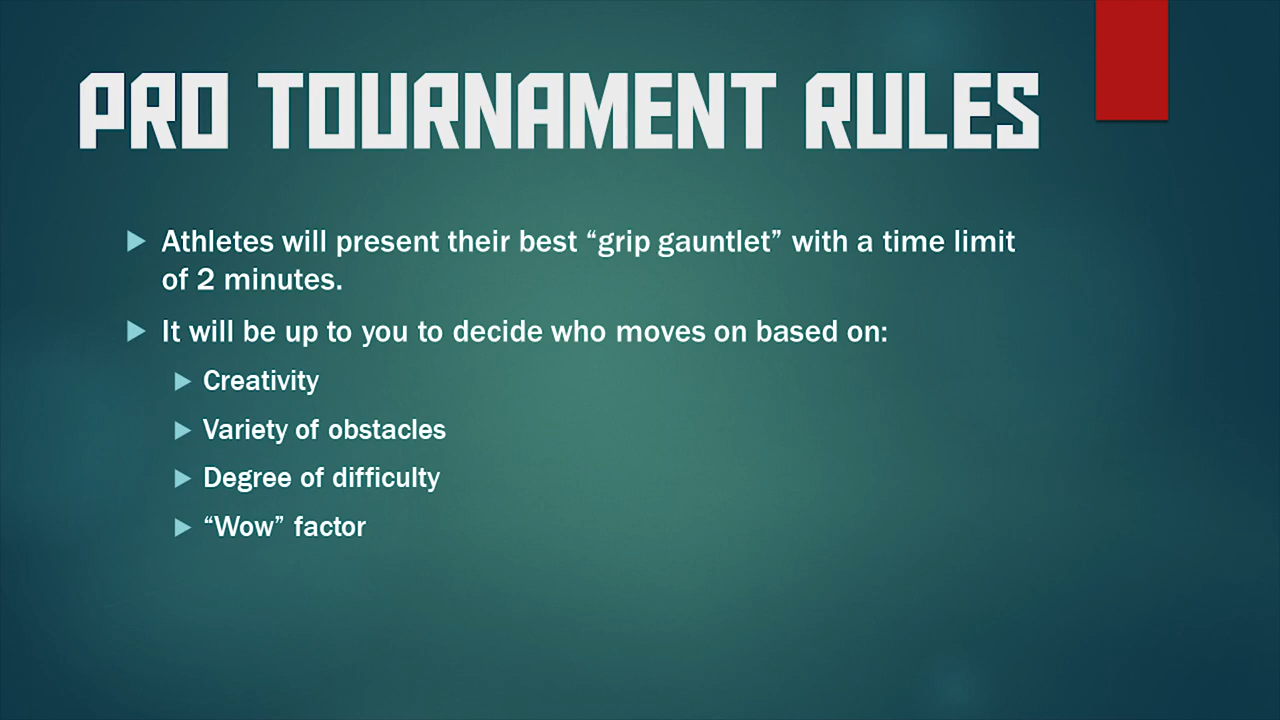 PRO TOURNAMENT RULES
Athletes will present their best “grip gauntlet” with a time limit
of 2 minutes.
It will be up to you to decide who moves on based on:
Creativity
Variety of obstacles
Degree of difficulty
“Wow” factor